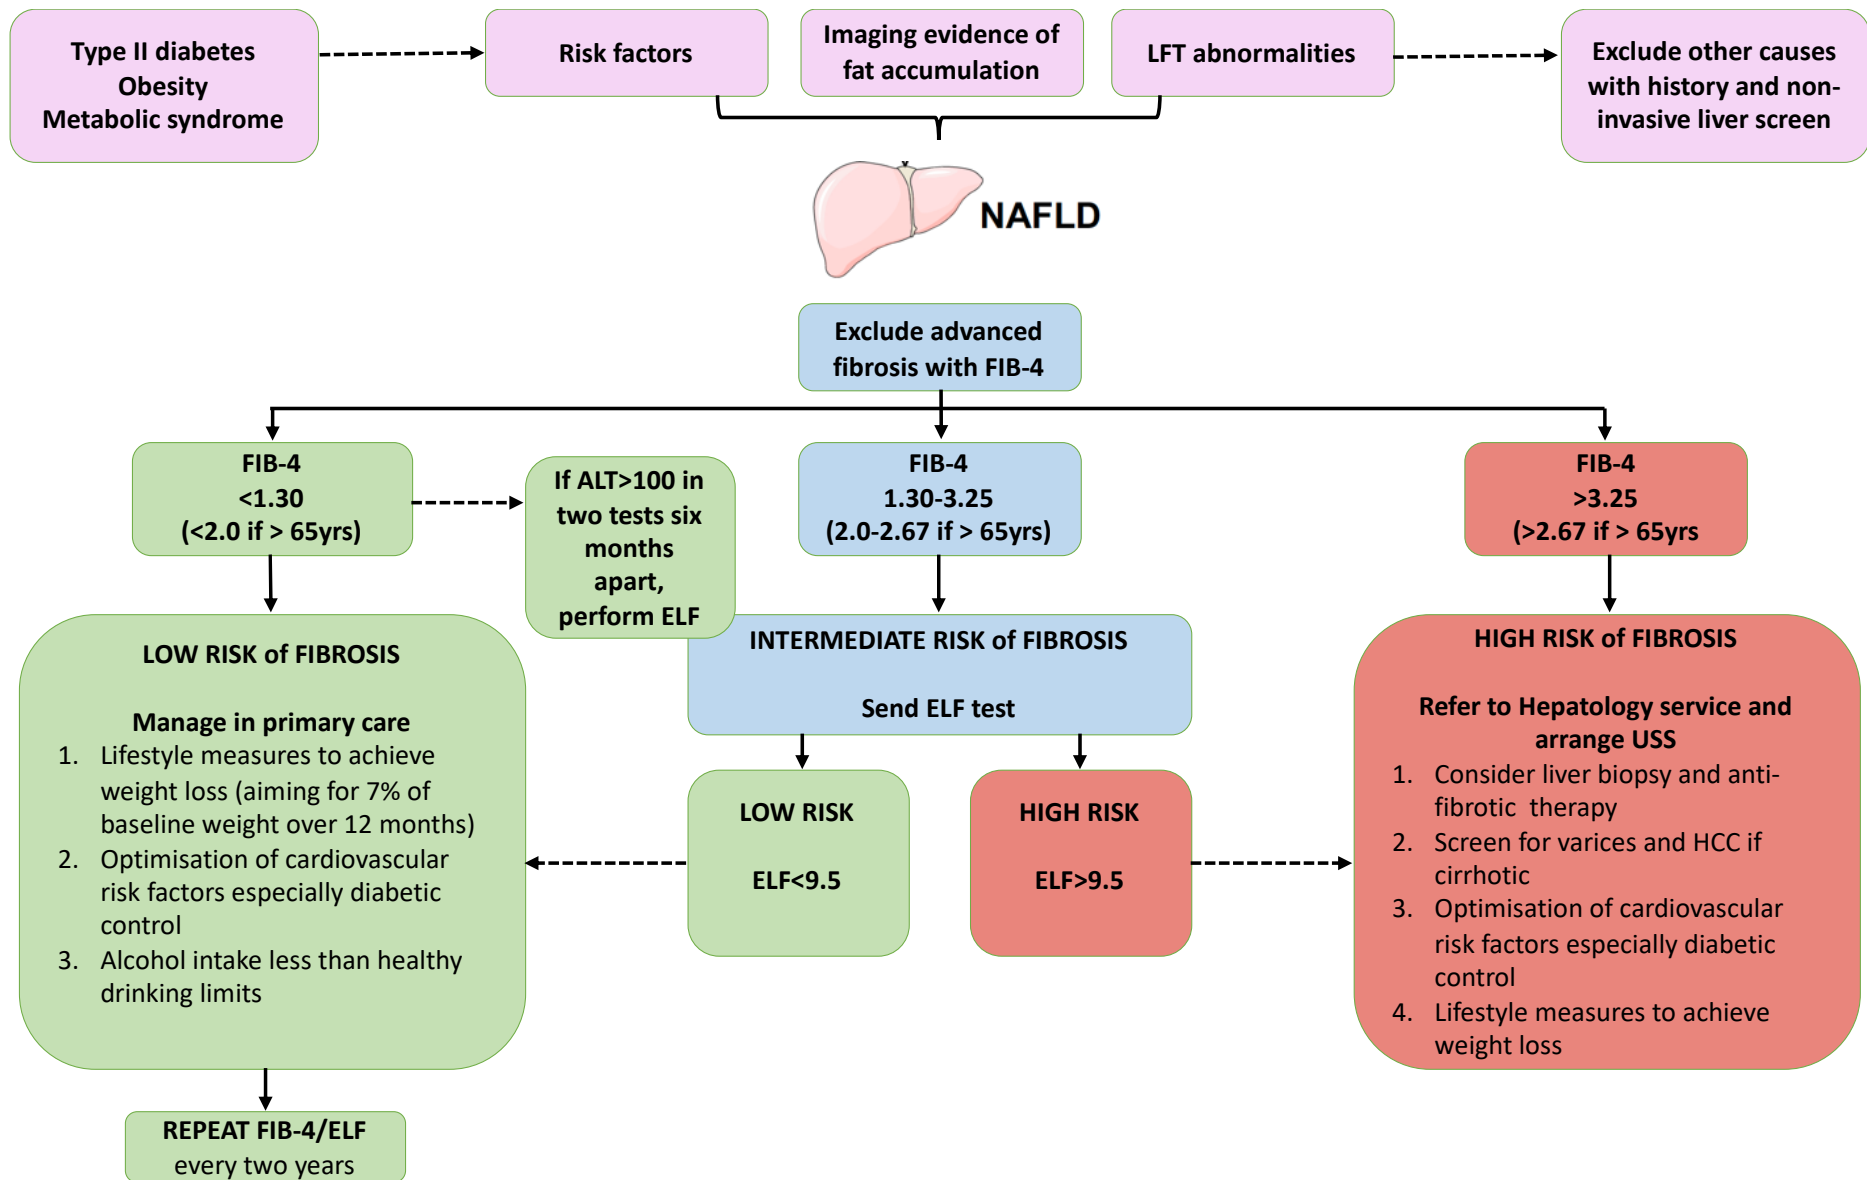 Type II diabetes
Obesity
Metabolic syndrome
Risk factors
Imaging evidence of
fat accumulation
LFT abnormalities
Exclude other causes
with history and non-
invasive liver screen
NAFLD
Exclude advanced
fibrosis with FIB-4
FIB-4
<1.30
(<2.0 if > 65yrs)
If ALT>100 in
two tests six
months
apart,
perform ELF
FIB-4
1.30-3.25
(2.0-2.67 if > 65yrs)
FIB-4
>3.25
(>2.67 if > 65yrs
LOW RISK of FIBROSIS
Manage in primary care
1. Lifestyle measures to achieve
weight loss (aiming for 7% of
baseline weight over 12 months)
2. Optimisation of cardiovascular
risk factors especially diabetic
control
3. Alcohol intake less than healthy
drinking limits
INTERMEDIATE RISK of FIBROSIS
Send ELF test
LOW RISK
ELF<9.5
HIGH RISK
ELF>9.5
HIGH RISK of FIBROSIS
Refer to Hepatology service and
arrange USS
1. Consider liver biopsy and anti-
fibrotic therapy
2. Screen for varices and HCC if
cirrhotic
3. Optimisation of cardiovascular
risk factors especially diabetic
control
4. Lifestyle measures to achieve
weight loss
REPEAT FIB-4/ELF
every two years